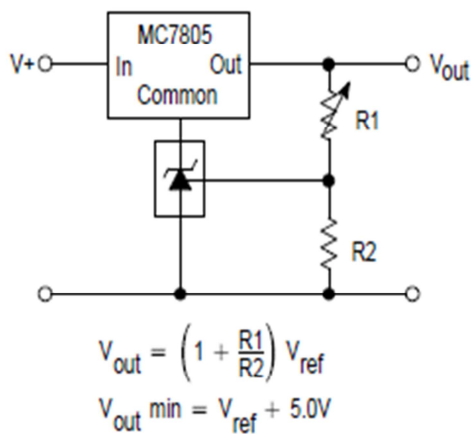 MC7805
V+
In
Out
Vout
Common
R1
R2
Vout = (1 + R1/R2) Vref
Vout min = Vref + 5.0V